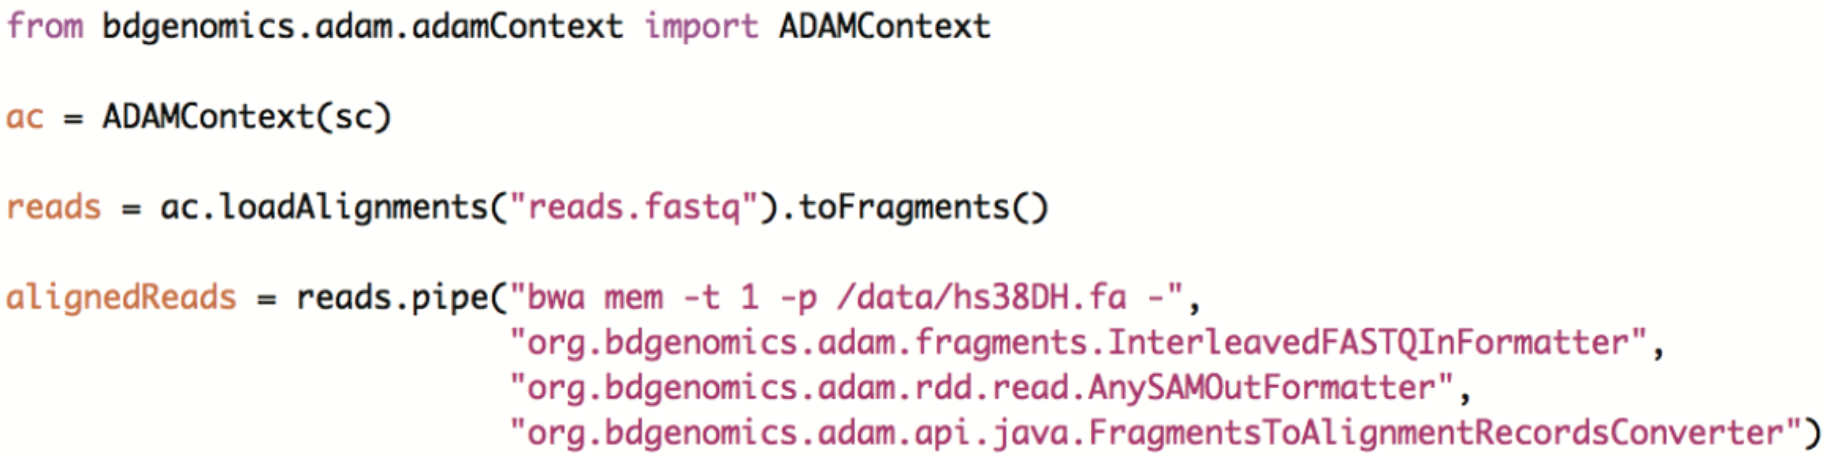 from bdgenomics.adam.adamContext import ADAMContext
ac = ADAMContext(sc)
reads = ac.loadAlignments("reads.fastq").toFragments()
alignedReads = reads.pipe("bwa mem -t 1 -p /data/hs38DH.fa -",
"org.bdgenomics.adam.fragments.InterleavedFASTQInFormatter",
"org.bdgenomics.adam.rdd.read.AnySAMOutFormatter",
"org.bdgenomics.adam.api.java.FragmentsToAlignmentRecordsConverter")